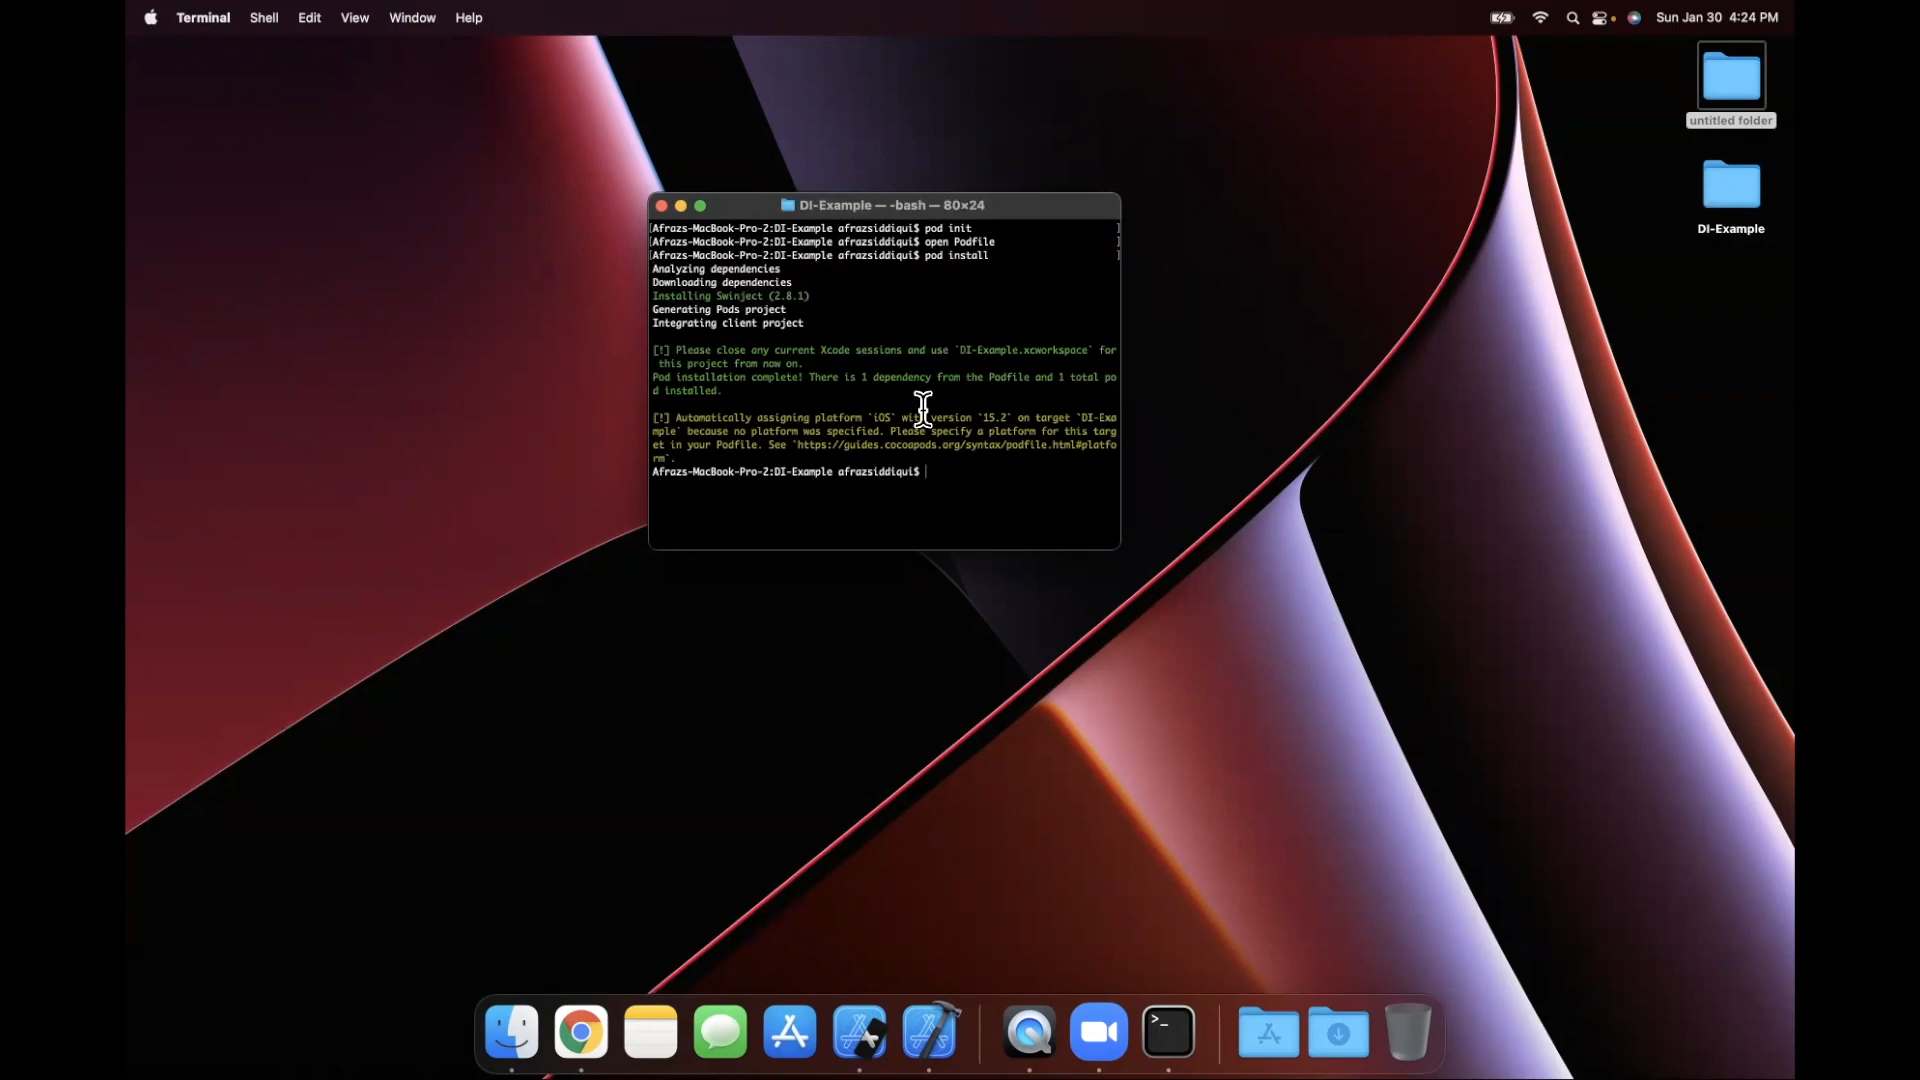 Terminal Shell Edit View Window Help Sun Jan 30 4:24 PM
untitled folder
DI-Example
DI-Example — -bash — 80×24
[Afrazs-MacBook-Pro-2:DI-Example afrazsiddiqui$ pod init ]
[Afrazs-MacBook-Pro-2:DI-Example afrazsiddiqui$ open Podfile ]
[Afrazs-MacBook-Pro-2:DI-Example afrazsiddiqui$ pod install ]
Analyzing dependencies
Downloading dependencies
Installing Swinject (2.8.1)
Generating Pods project
Integrating client project
[!] Please close any current Xcode sessions and use `DI-Example.xcworkspace` for
this project from now on.
Pod installation complete! There is 1 dependency from the Podfile and 1 total po
d installed.
[!] Automatically assigning platform `iOS` with version `15.2` on target `DI-Exa
mple` because no platform was specified. Please specify a platform for this targ
et in your Podfile. See `https://guides.cocoapods.org/syntax/podfile.html#platfo
rm`.
Afrazs-MacBook-Pro-2:DI-Example afrazsiddiqui$